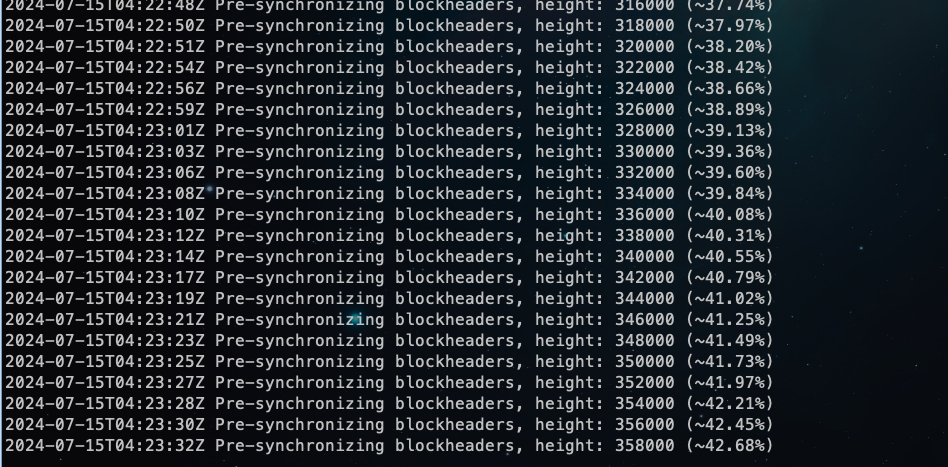 2024-07-15T04:22:48Z Pre-synchronizing blockheaders, height: 316000 (~37.74%)
2024-07-15T04:22:50Z Pre-synchronizing blockheaders, height: 318000 (~37.97%)
2024-07-15T04:22:51Z Pre-synchronizing blockheaders, height: 320000 (~38.20%)
2024-07-15T04:22:54Z Pre-synchronizing blockheaders, height: 322000 (~38.42%)
2024-07-15T04:22:56Z Pre-synchronizing blockheaders, height: 324000 (~38.66%)
2024-07-15T04:22:59Z Pre-synchronizing blockheaders, height: 326000 (~38.89%)
2024-07-15T04:23:01Z Pre-synchronizing blockheaders, height: 328000 (~39.13%)
2024-07-15T04:23:03Z Pre-synchronizing blockheaders, height: 330000 (~39.36%)
2024-07-15T04:23:06Z Pre-synchronizing blockheaders, height: 332000 (~39.60%)
2024-07-15T04:23:08Z Pre-synchronizing blockheaders, height: 334000 (~39.84%)
2024-07-15T04:23:10Z Pre-synchronizing blockheaders, height: 336000 (~40.08%)
2024-07-15T04:23:12Z Pre-synchronizing blockheaders, height: 338000 (~40.31%)
2024-07-15T04:23:14Z Pre-synchronizing blockheaders, height: 340000 (~40.55%)
2024-07-15T04:23:17Z Pre-synchronizing blockheaders, height: 342000 (~40.79%)
2024-07-15T04:23:19Z Pre-synchronizing blockheaders, height: 344000 (~41.02%)
2024-07-15T04:23:21Z Pre-synchronizing blockheaders, height: 346000 (~41.25%)
2024-07-15T04:23:23Z Pre-synchronizing blockheaders, height: 348000 (~41.49%)
2024-07-15T04:23:25Z Pre-synchronizing blockheaders, height: 350000 (~41.73%)
2024-07-15T04:23:27Z Pre-synchronizing blockheaders, height: 352000 (~41.97%)
2024-07-15T04:23:28Z Pre-synchronizing blockheaders, height: 354000 (~42.21%)
2024-07-15T04:23:30Z Pre-synchronizing blockheaders, height: 356000 (~42.45%)
2024-07-15T04:23:32Z Pre-synchronizing blockheaders, height: 358000 (~42.68%)